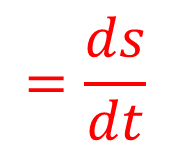 = ds/dt